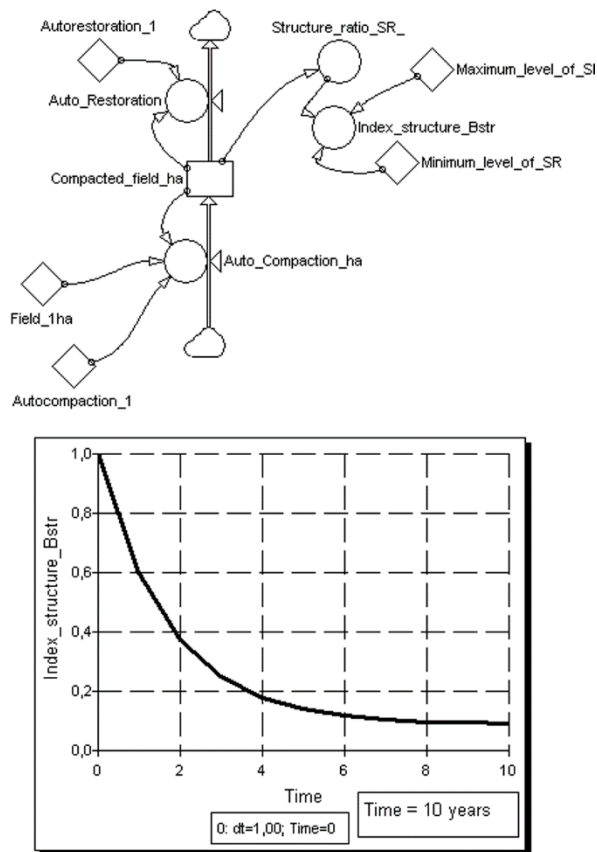 Autorestoration_1
Structure_ratio_SR_
Maximum_level_of_SI
Auto_Restoration
Index_structure_Bstr
Compacted_field_ha
Minimum_level_of_SR
Auto_Compaction_ha
Field_1ha
Autocompaction_1
Index_structure_Bstr
1,0
0,8
0,6
0,4
0,2
0,0
0 2 4 6 8 10
Time
0: dt=1,00; Time=0
Time = 10 years